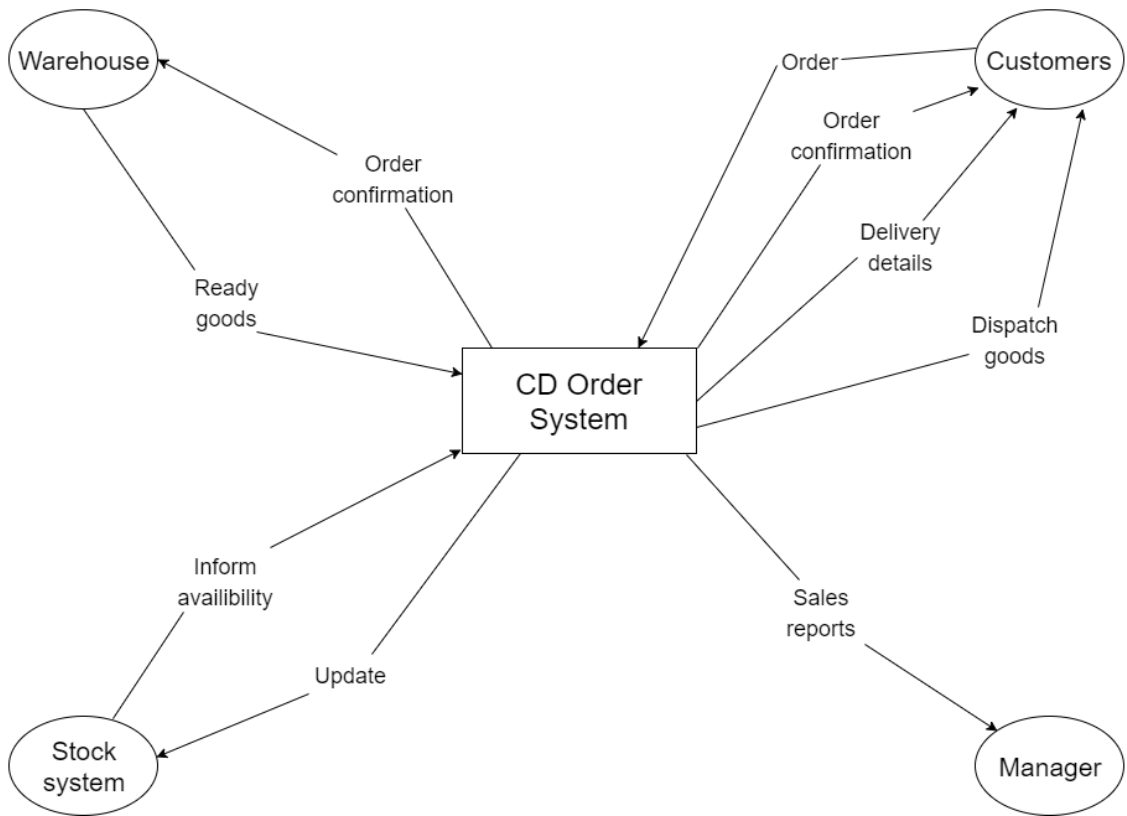 Warehouse
Customers
Order
Order
confirmation
Order
confirmation
Delivery
details
Ready
goods
Dispatch
goods
CD Order
System
Inform
availibility
Sales
reports
Update
Stock
system
Manager